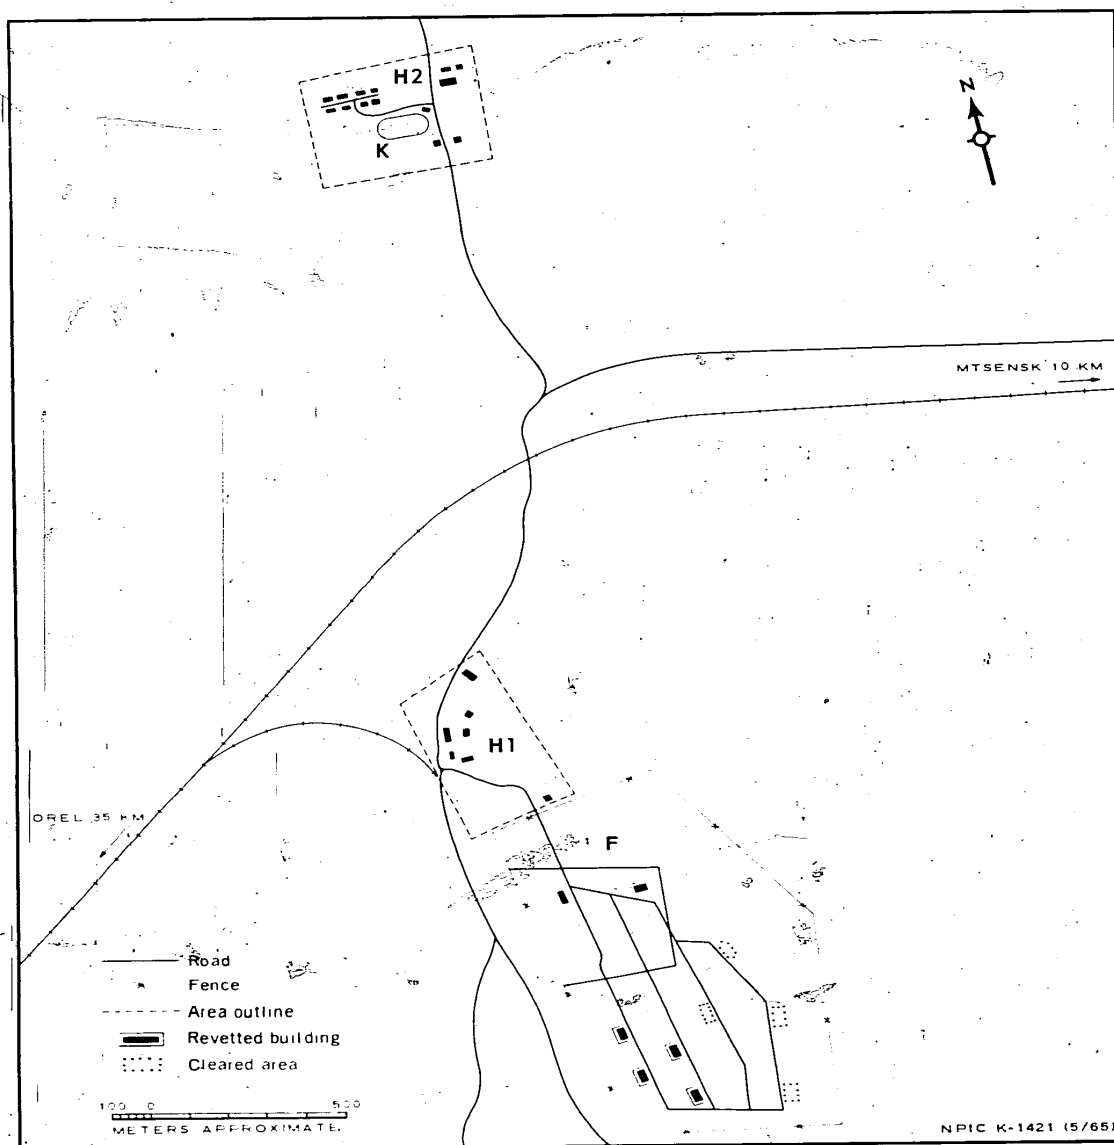 H2
N
K
MTSENSK 10 KM
H1
OREL 35 KM
F
Road
Fence
Area outline
Revetted building
Cleared area
100 0 500
METERS APPROXIMATE
NPIC K-1421 (5/65)